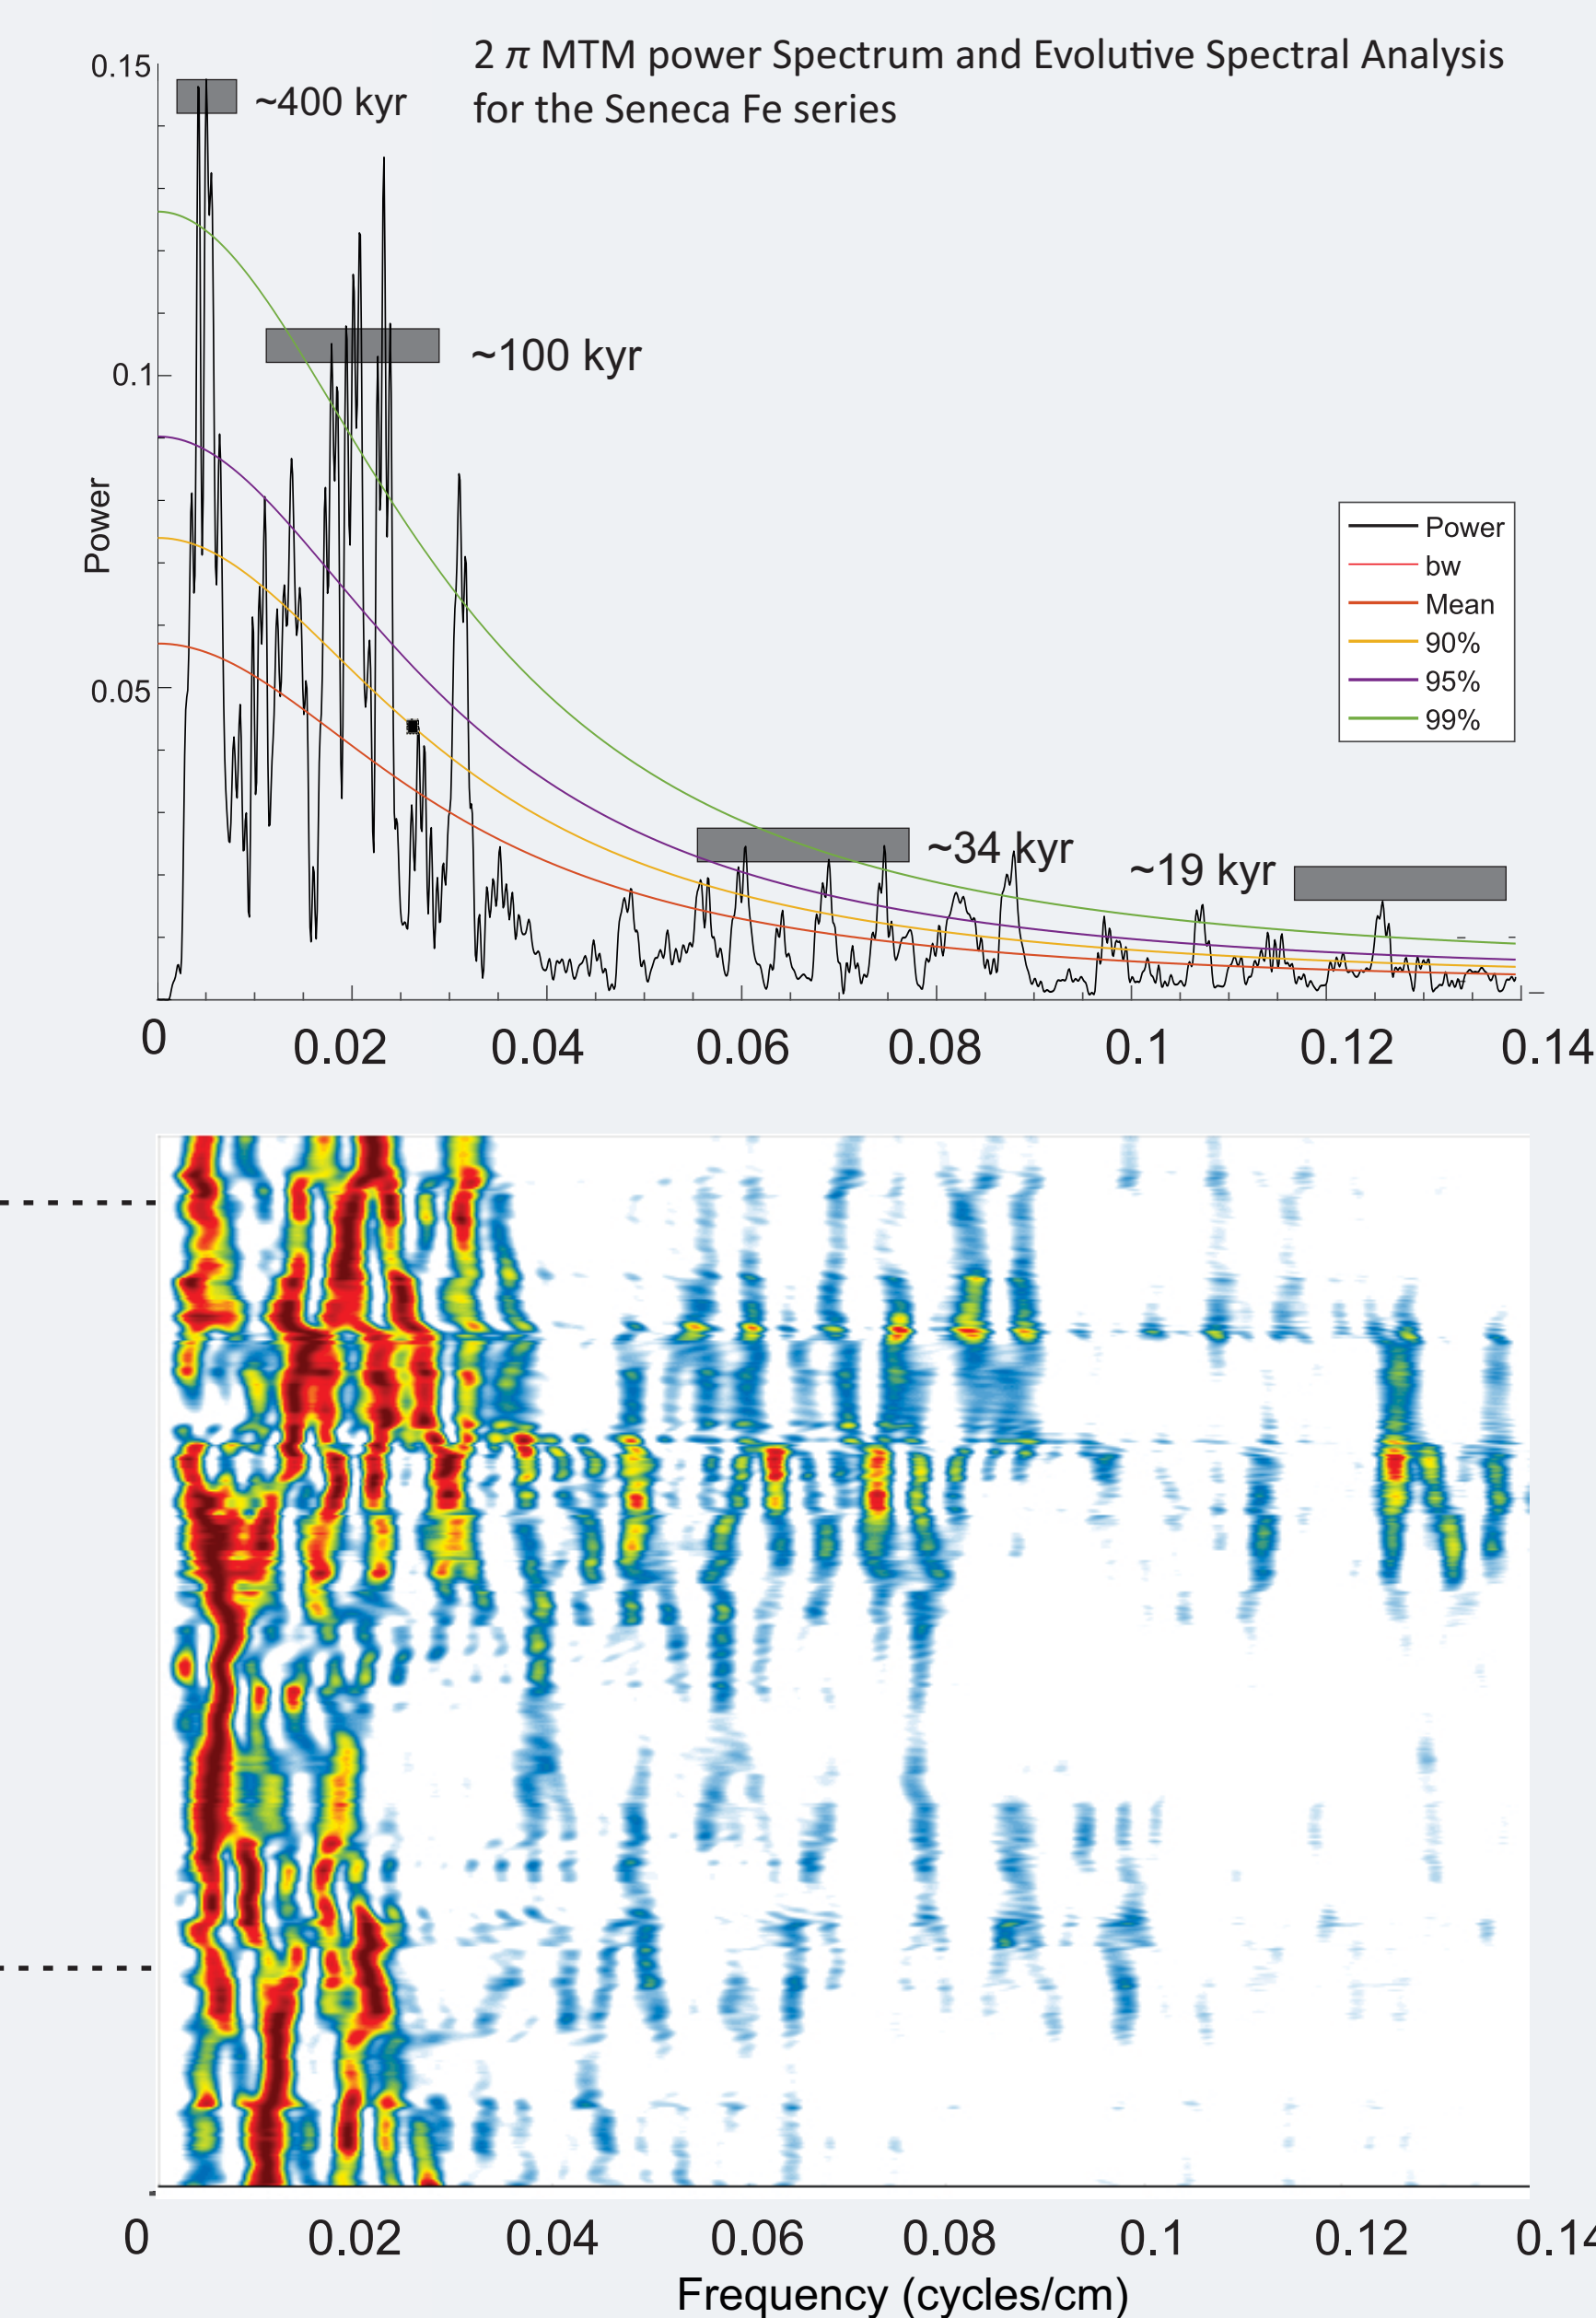 2 π MTM power Spectrum and Evolutive Spectral Analysis
for the Seneca Fe series
0.15
~400 kyr
~100 kyr
0.1
Power
0.05
Power
bw
Mean
90%
95%
99%
~34 kyr
~19 kyr
0 0.02 0.04 0.06 0.08 0.1 0.12 0.14
0 0.02 0.04 0.06 0.08 0.1 0.12 0.14
Frequency (cycles/cm)